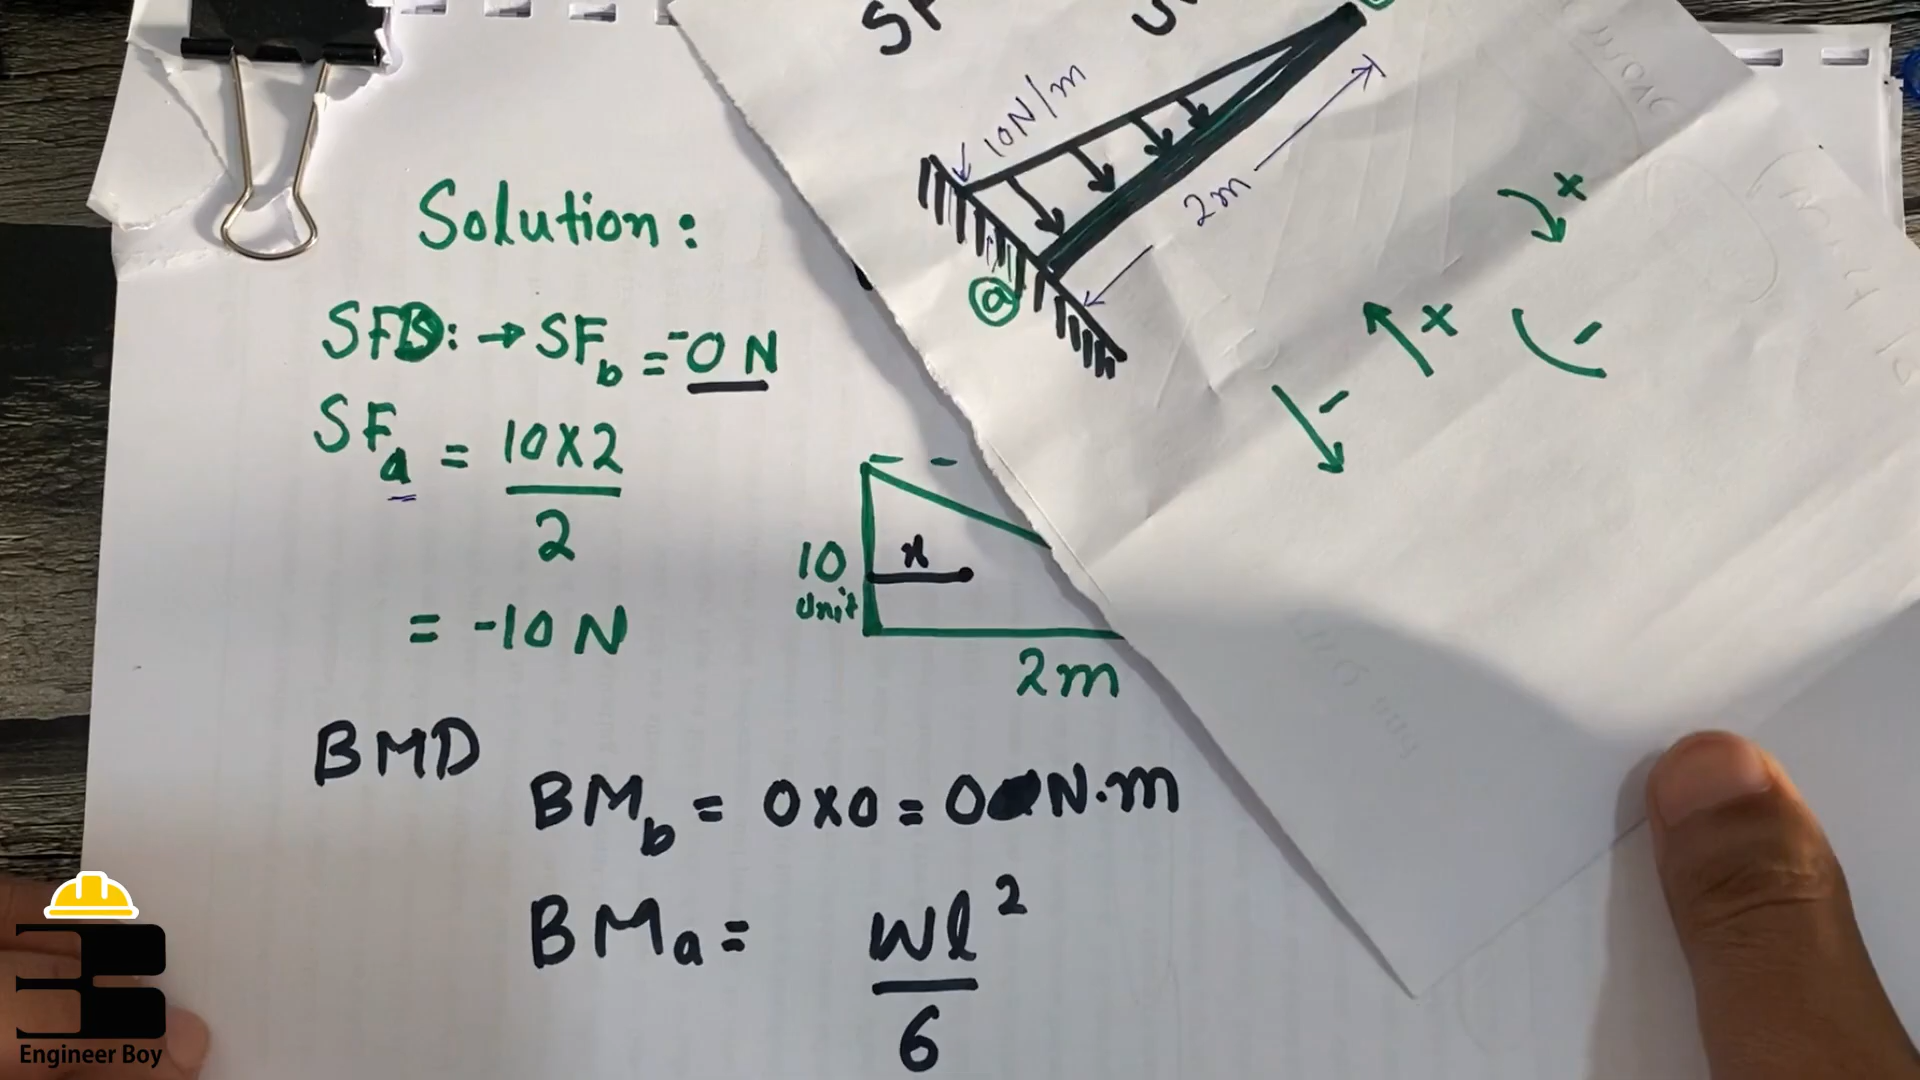 10N/m
2m
a
+
+
-
-
Solution:
SFD: → SFb = -0 N
SFa = 10x2
2
= -10 N
10
Unit
x
2m
BMD
BMb = 0x0 = 0 N.m
BMa = Wl²
6
Engineer Boy